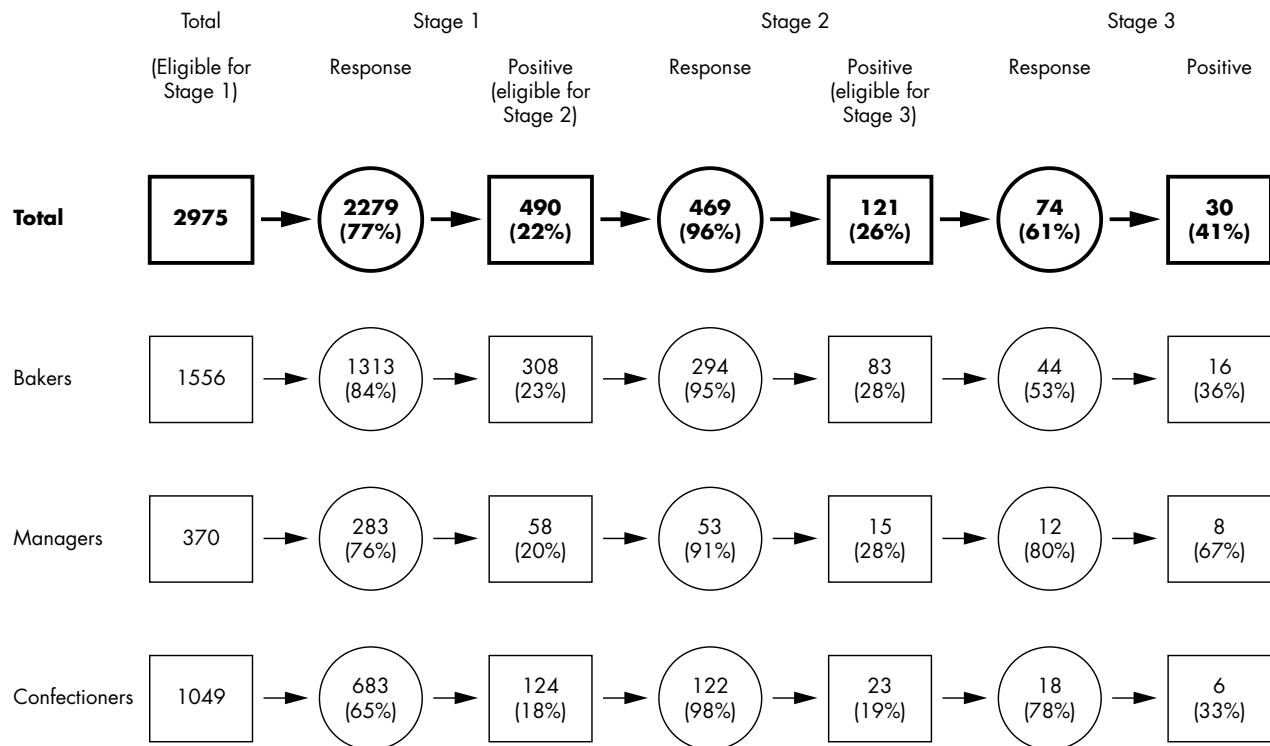 Total Stage 1 Stage 2 Stage 3
(Eligible for Response Positive Response Positive Response Positive
Stage 1) (eligible for (eligible for
Stage 2) Stage 3)
Total 2975 2279 490 469 121 74 30
(77%) (22%) (96%) (26%) (61%) (41%)
Bakers 1556 1313 308 294 83 44 16
(84%) (23%) (95%) (28%) (53%) (36%)
Managers 370 283 58 53 15 12 8
(76%) (20%) (91%) (28%) (80%) (67%)
Confectioners 1049 683 124 122 23 18 6
(65%) (18%) (98%) (19%) (78%) (33%)